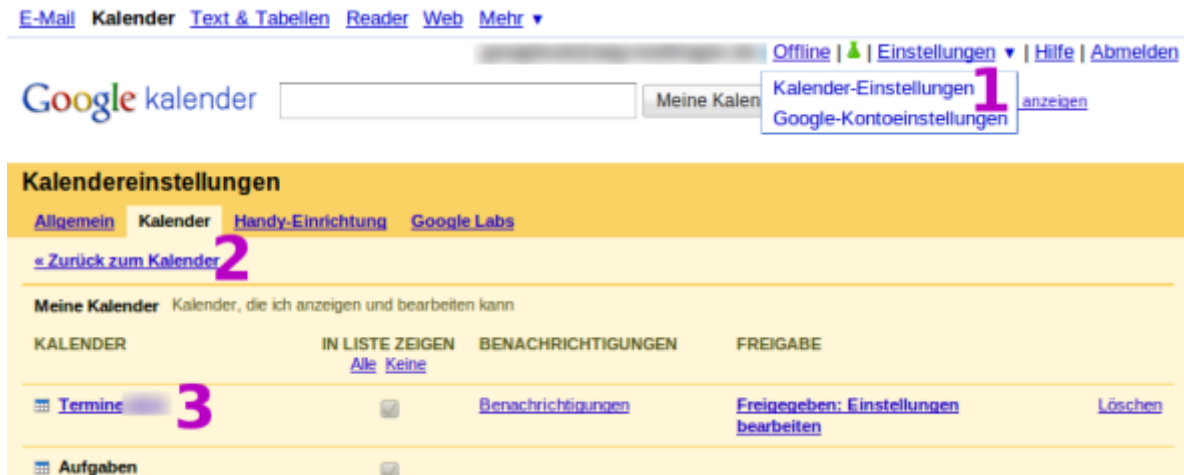 E-Mail Kalender Text & Tabellen Reader Web Mehr ▼
Offline | | Einstellungen ▼ | Hilfe | Abmelden
Google kalender Meine Kalen Kalender-Einstellungen 1 anzeigen
Google-Kontoeinstellungen
Kalendereinstellungen
Allgemein Kalender Handy-Einrichtung Google Labs
« Zurück zum Kalender 2
Meine Kalender Kalender, die ich anzeigen und bearbeiten kann
KALENDER IN LISTE ZEIGEN BENACHRICHTIGUNGEN FREIGABE
Alle Keine
Termine 3 Benachrichtigungen Freigegeben: Einstellungen Löschen
bearbeiten
Aufgaben